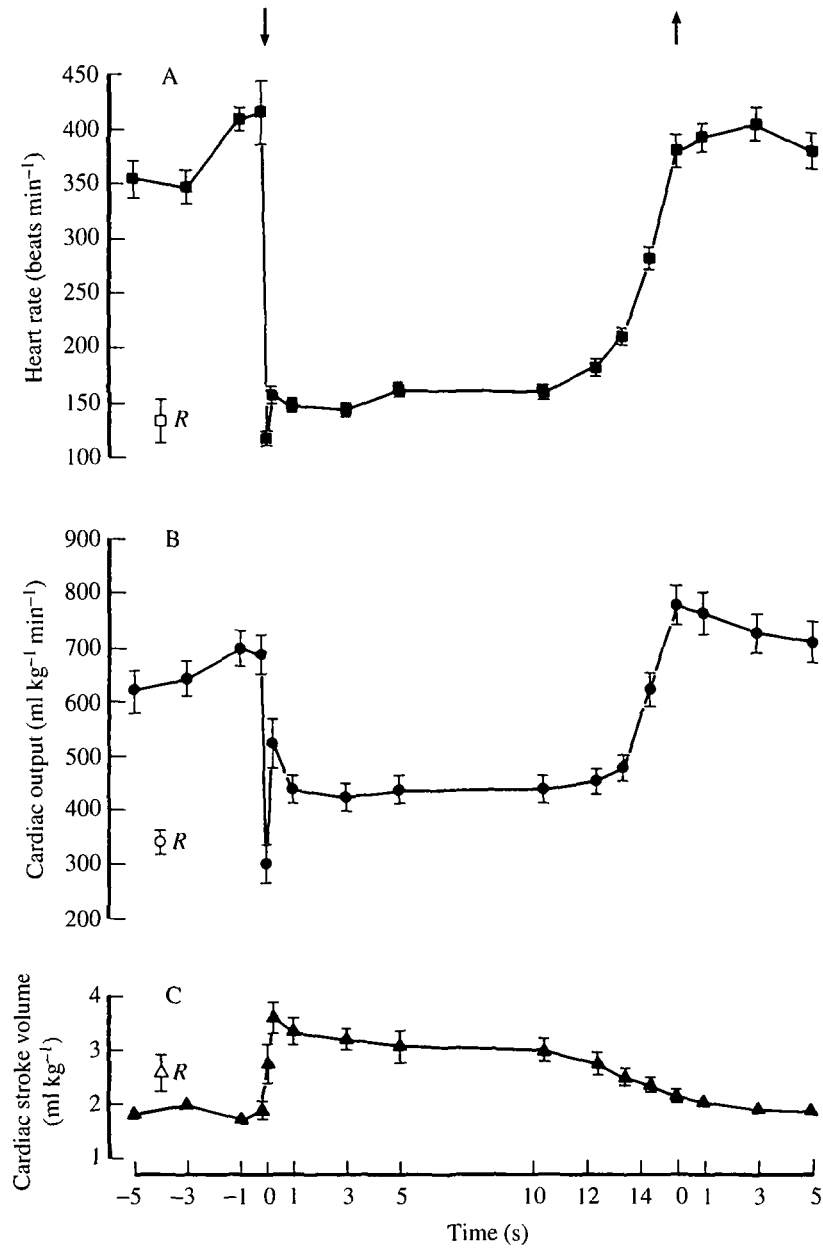 A
450
400
350
300
250
200
150
100
Heart rate (beats min⁻¹)
R
B
900
800
700
600
500
400
300
200
Cardiac output (ml kg⁻¹ min⁻¹)
R
C
4
3
2
1
Cardiac stroke volume
(ml kg⁻¹)
R
−5 −3 −1 0 1 3 5 10 12 14 0 1 3 5
Time (s)